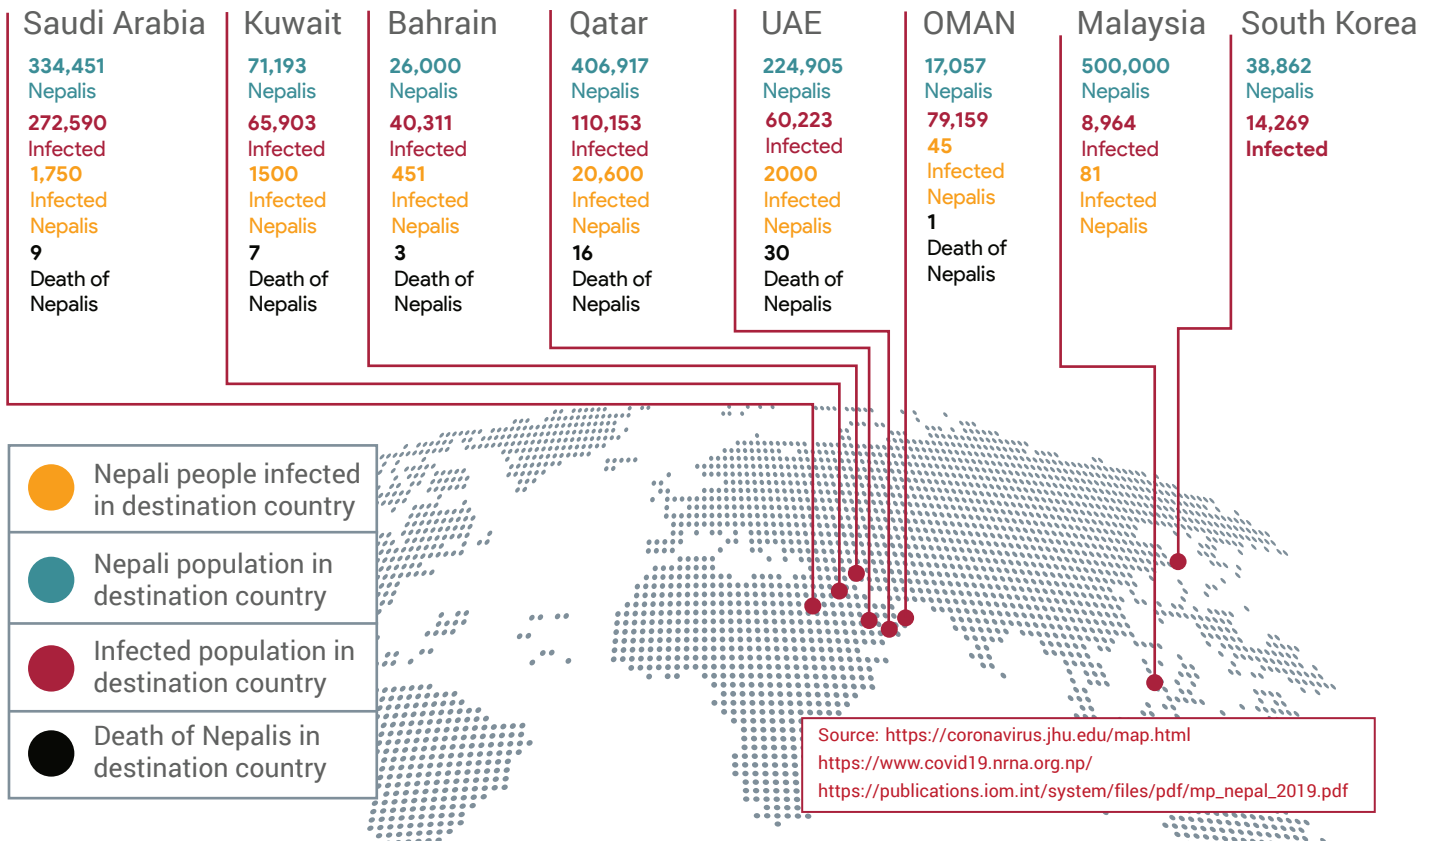 Saudi Arabia
334,451
Nepalis
272,590
Infected
1,750
Infected
Nepalis
9
Death of
Nepalis
Kuwait
71,193
Nepalis
65,903
Infected
1500
Infected
Nepalis
7
Death of
Nepalis
Bahrain
26,000
Nepalis
40,311
Infected
451
Infected
Nepalis
3
Death of
Nepalis
Qatar
406,917
Nepalis
110,153
Infected
20,600
Infected
Nepalis
16
Death of
Nepalis
UAE
224,905
Nepalis
60,223
Infected
2000
Infected
Nepalis
30
Death of
Nepalis
OMAN
17,057
Nepalis
79,159
45
Infected
Nepalis
1
Death of
Nepalis
Malaysia
500,000
Nepalis
8,964
Infected
81
Infected
Nepalis
South Korea
38,862
Nepalis
14,269
Infected
Nepali people infected
in destination country
Nepali population in
destination country
Infected population in
destination country
Death of Nepalis in
destination country
Source: https://coronavirus.jhu.edu/map.html
https://www.covid19.nrna.org.np/
https://publications.iom.int/system/files/pdf/mp_nepal_2019.pdf